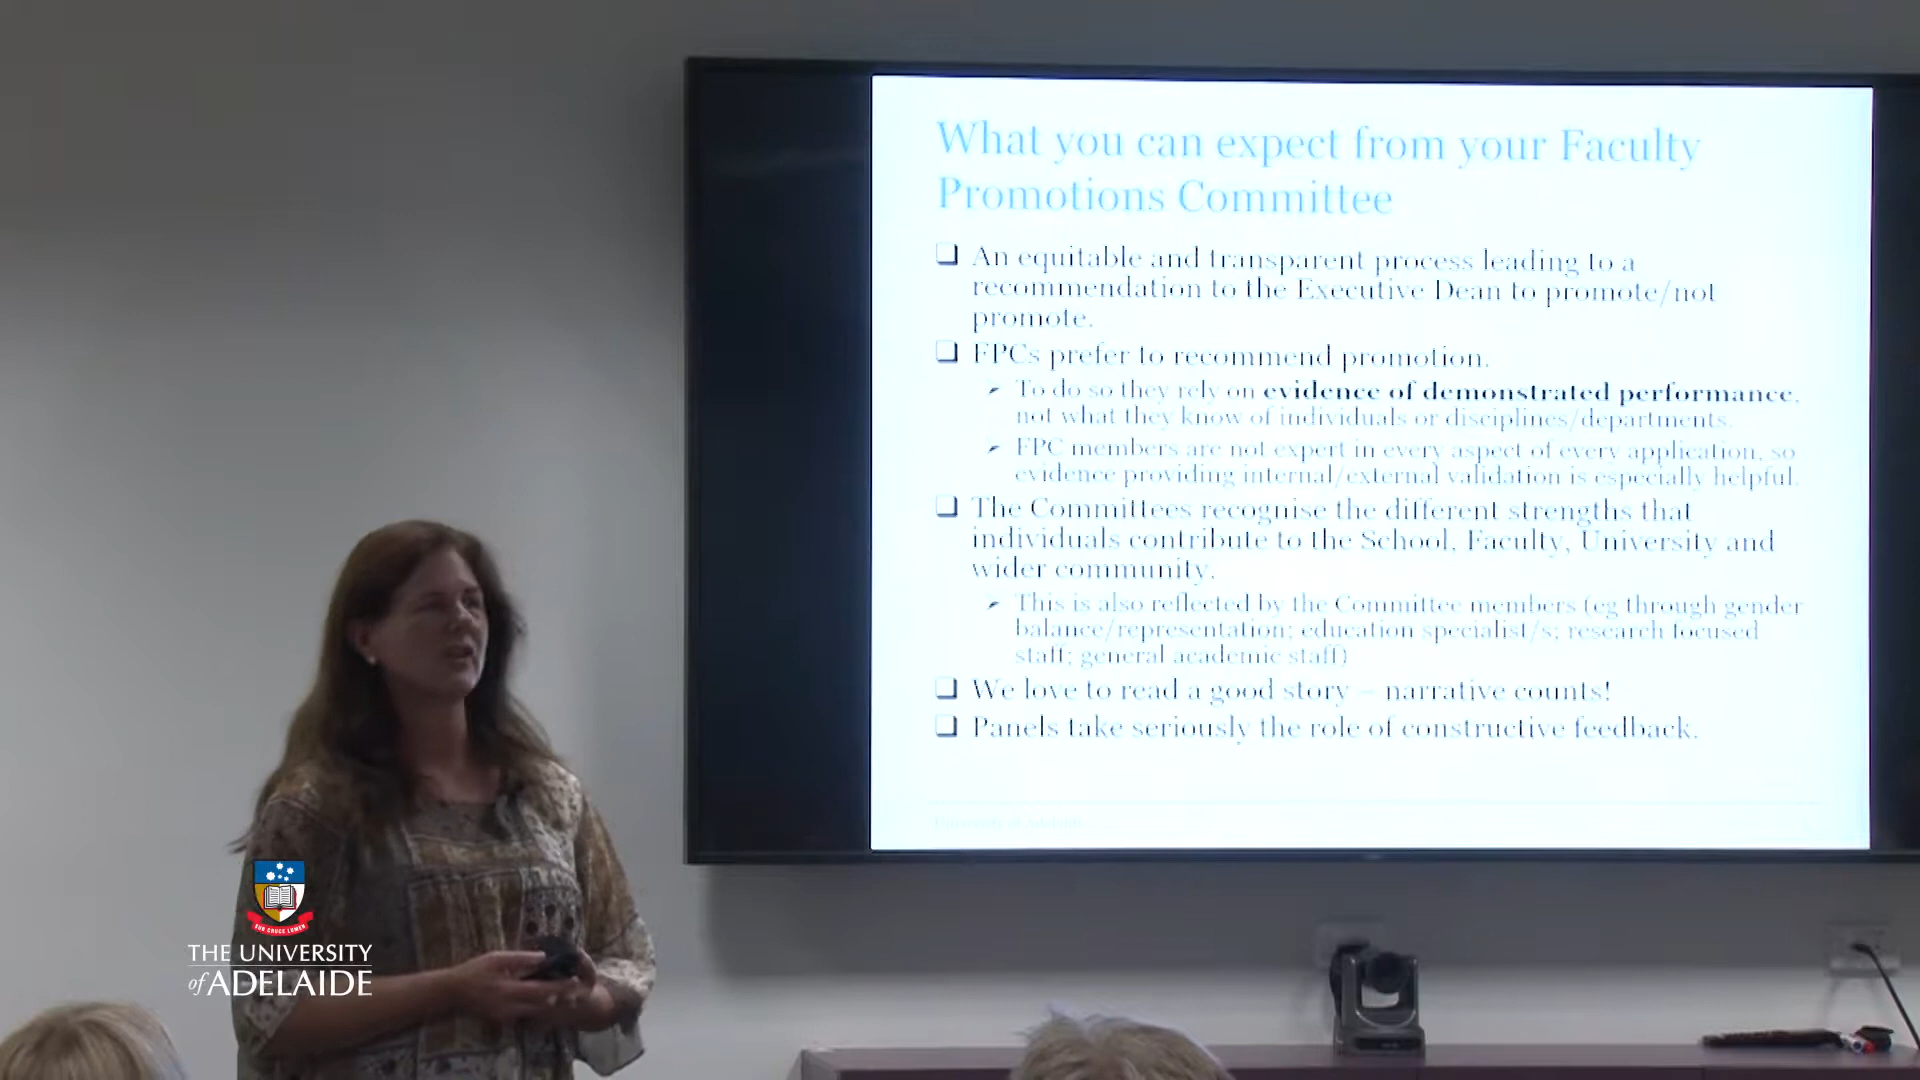 What you can expect from your Faculty
Promotions Committee
❏ An equitable and transparent process leading to a
recommendation to the Executive Dean to promote/not
promote.
❏ FPCs prefer to recommend promotion.
➢ To do so they rely on evidence of demonstrated performance,
not what they know of individuals or disciplines/departments.
➢ FPC members are not expert in every aspect of every application, so
evidence providing internal/external validation is especially helpful.
❏ The Committees recognise the different strengths that
individuals contribute to the School, Faculty, University and
wider community.
➢ This is also reflected by the Committee members (eg through gender
balance/representation; education specialist/s; research focused
staff; general academic staff)
❏ We love to read a good story – narrative counts!
❏ Panels take seriously the role of constructive feedback.
University of Adelaide
SUB CRUCE LUMEN
THE UNIVERSITY
of ADELAIDE